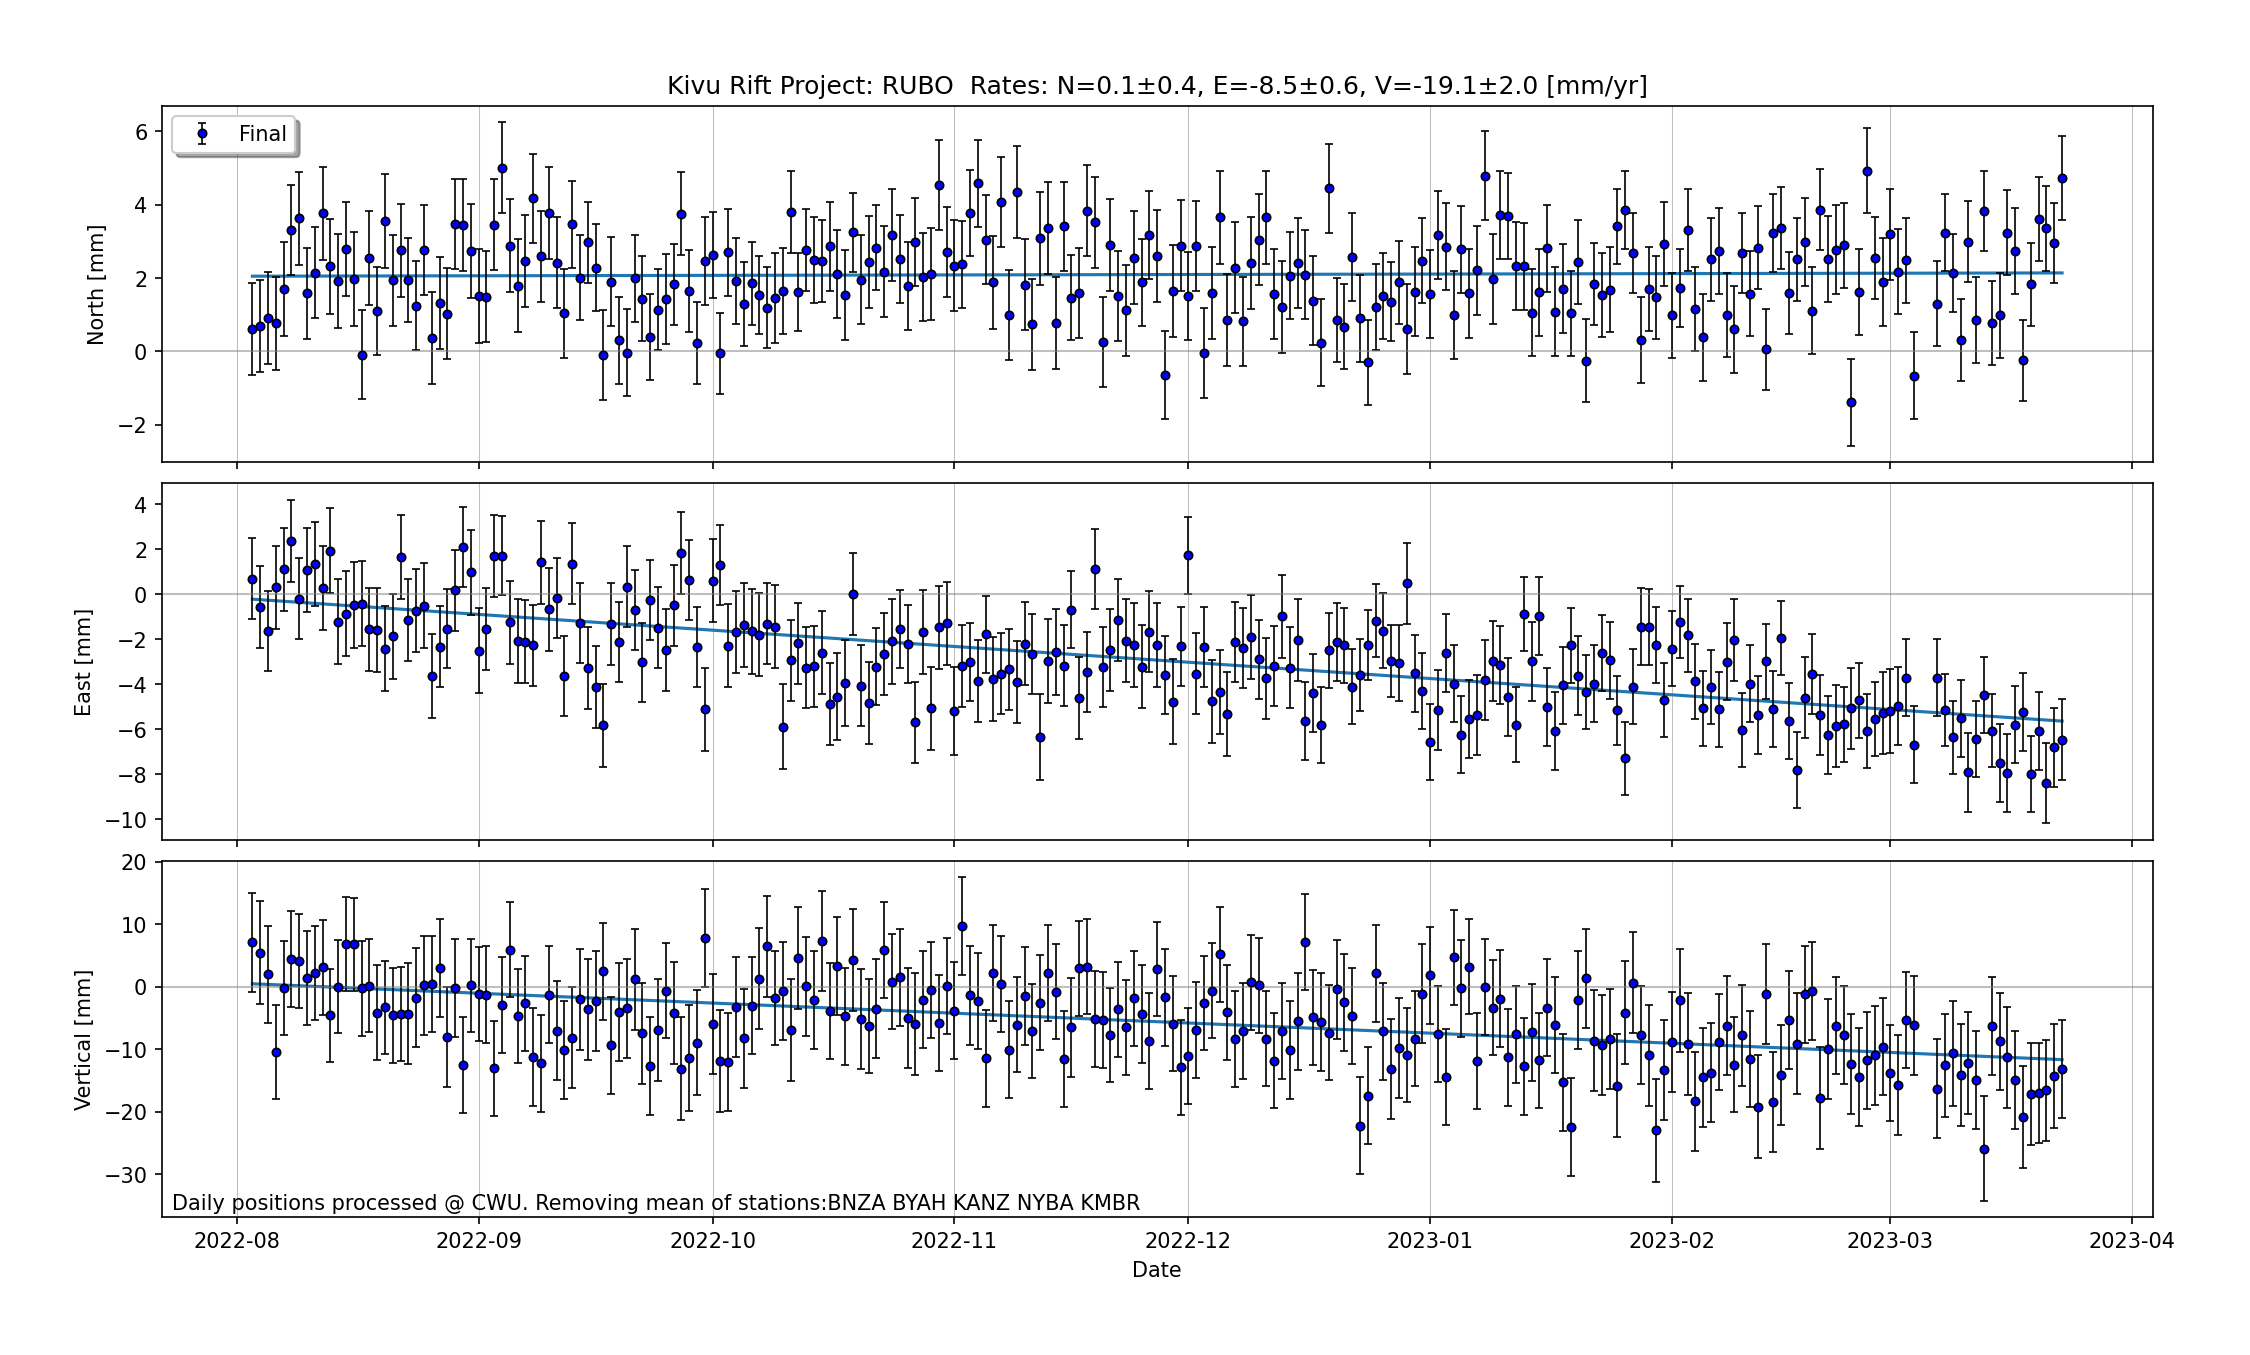 Kivu Rift Project: RUBO  Rates: N=0.1±0.4, E=-8.5±0.6, V=-19.1±2.0 [mm/yr]
Final
North [mm]
6
4
2
0
−2
East [mm]
4
2
0
−2
−4
−6
−8
−10
Vertical [mm]
20
10
0
−10
−20
−30
Daily positions processed @ CWU. Removing mean of stations:BNZA BYAH KANZ NYBA KMBR
2022-08 2022-09 2022-10 2022-11 2022-12 2023-01 2023-02 2023-03 2023-04
Date